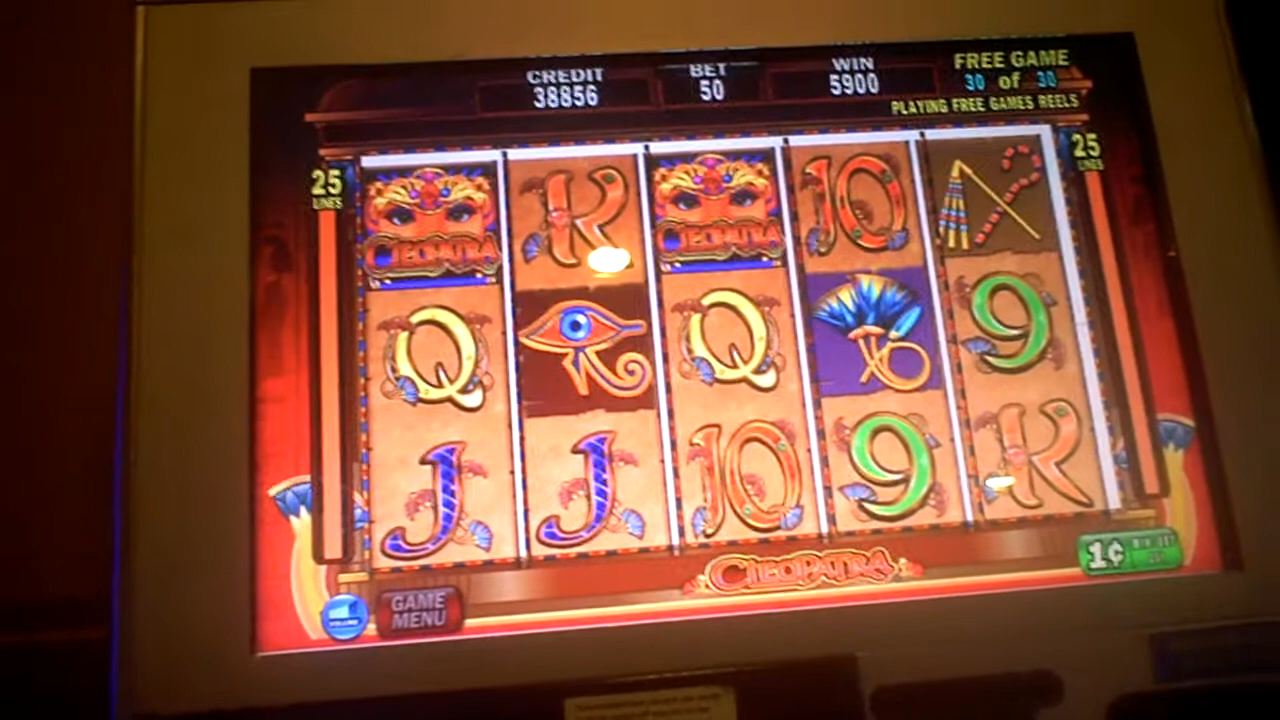 CREDIT
38856
BET
50
WIN
5900
FREE GAME
30 of 30
PLAYING FREE GAMES REELS
25
LINES
25
LINES
CLEOPATRA K CLEOPATRA 10
Q Q 9
J J 10 9 K
CLEOPATRA
1¢
VOLUME
GAME
MENU